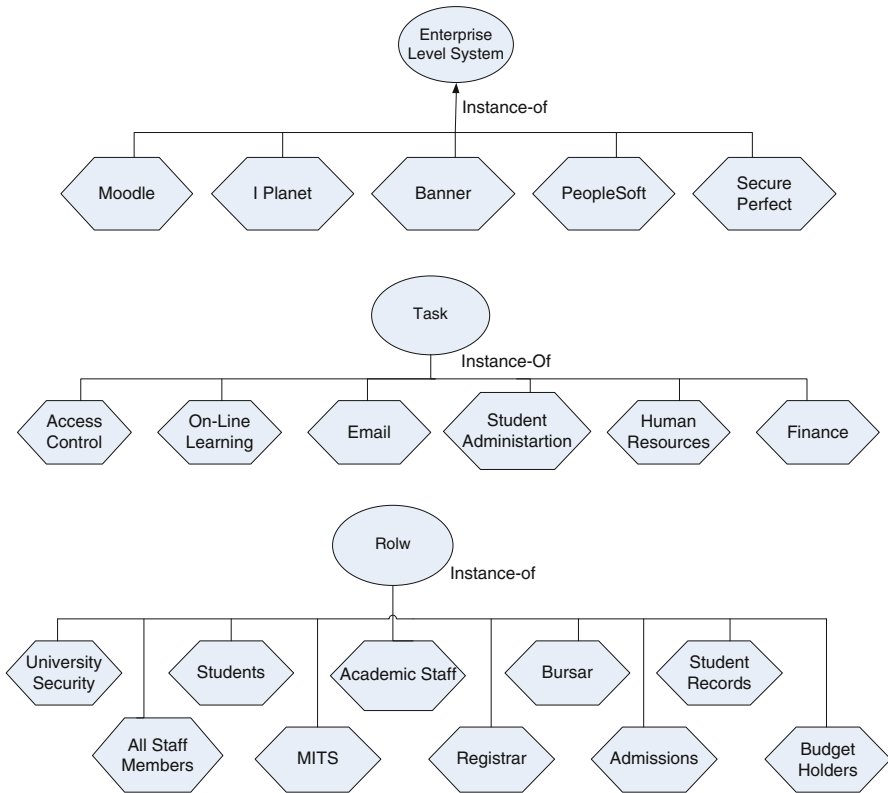 Enterprise
Level System
Instance-of
Moodle
I Planet
Banner
PeopleSoft
Secure
Perfect
Task
Instance-Of
Access
Control
On-Line
Learning
Email
Student
Administartion
Human
Resources
Finance
Rolw
Instance-of
University
Security
Students
Academic Staff
Bursar
Student
Records
All Staff
Members
MITS
Registrar
Admissions
Budget
Holders